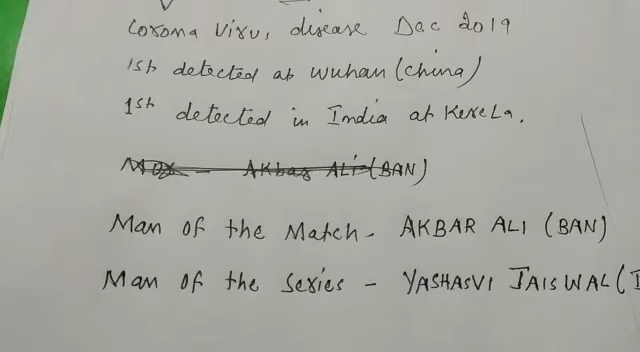 Corona Virus disease Dec 2019
1st detected at wuhan (china)
1st detected in India at KereLa.
Akbar ALi (BAN)
Man of the Match - AKBAR ALI (BAN)
Man of the Series - YASHASVI JAISWAL (I